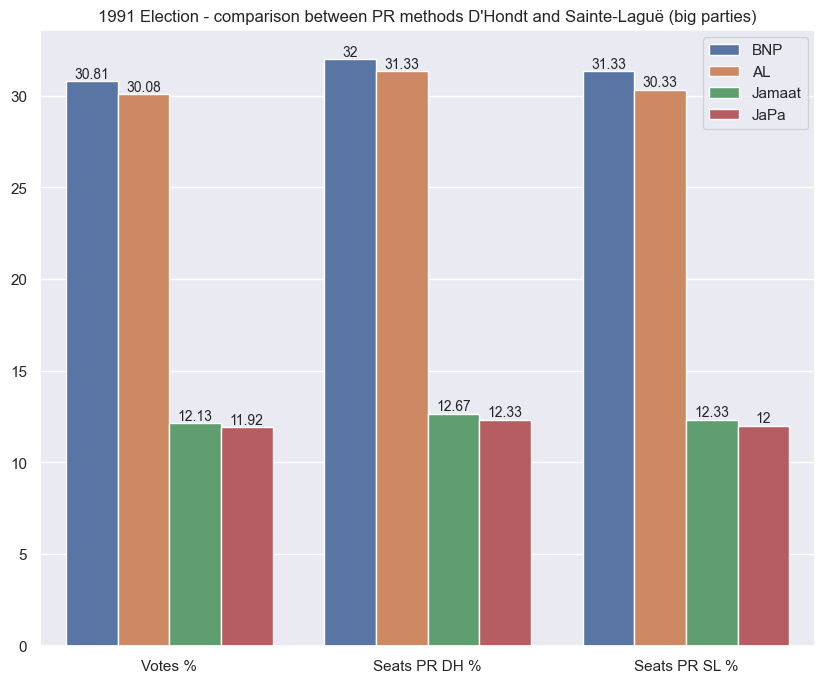 1991 Election - comparison between PR methods D'Hondt and Sainte-Laguë (big parties)
BNP
AL
Jamaat
JaPa
30.81
30.08
12.13
11.92
32
31.33
12.67
12.33
31.33
30.33
12.33
12
30
25
20
15
10
5
0
Votes %
Seats PR DH %
Seats PR SL %